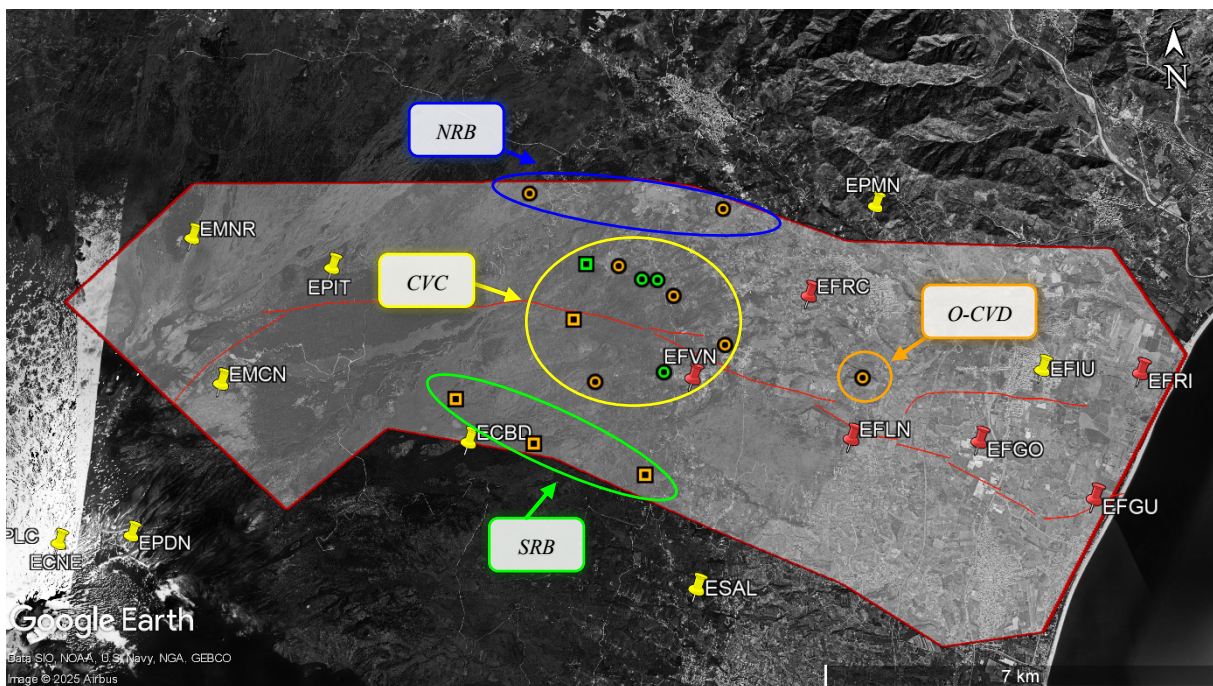 N
NRB
EPMN
EMNR
EPIT
CVC
EFRC
O-CVD
EFVN
EMCN
EFIU
EFRI
ECBD
EFLN
EFGO
EFGU
SRB
PLC
ECNE
EPDN
ESAL
Google Earth
Data SIO, NOAA, U.S. Navy, NGA, GEBCO
Image © 2025 Airbus
7 km